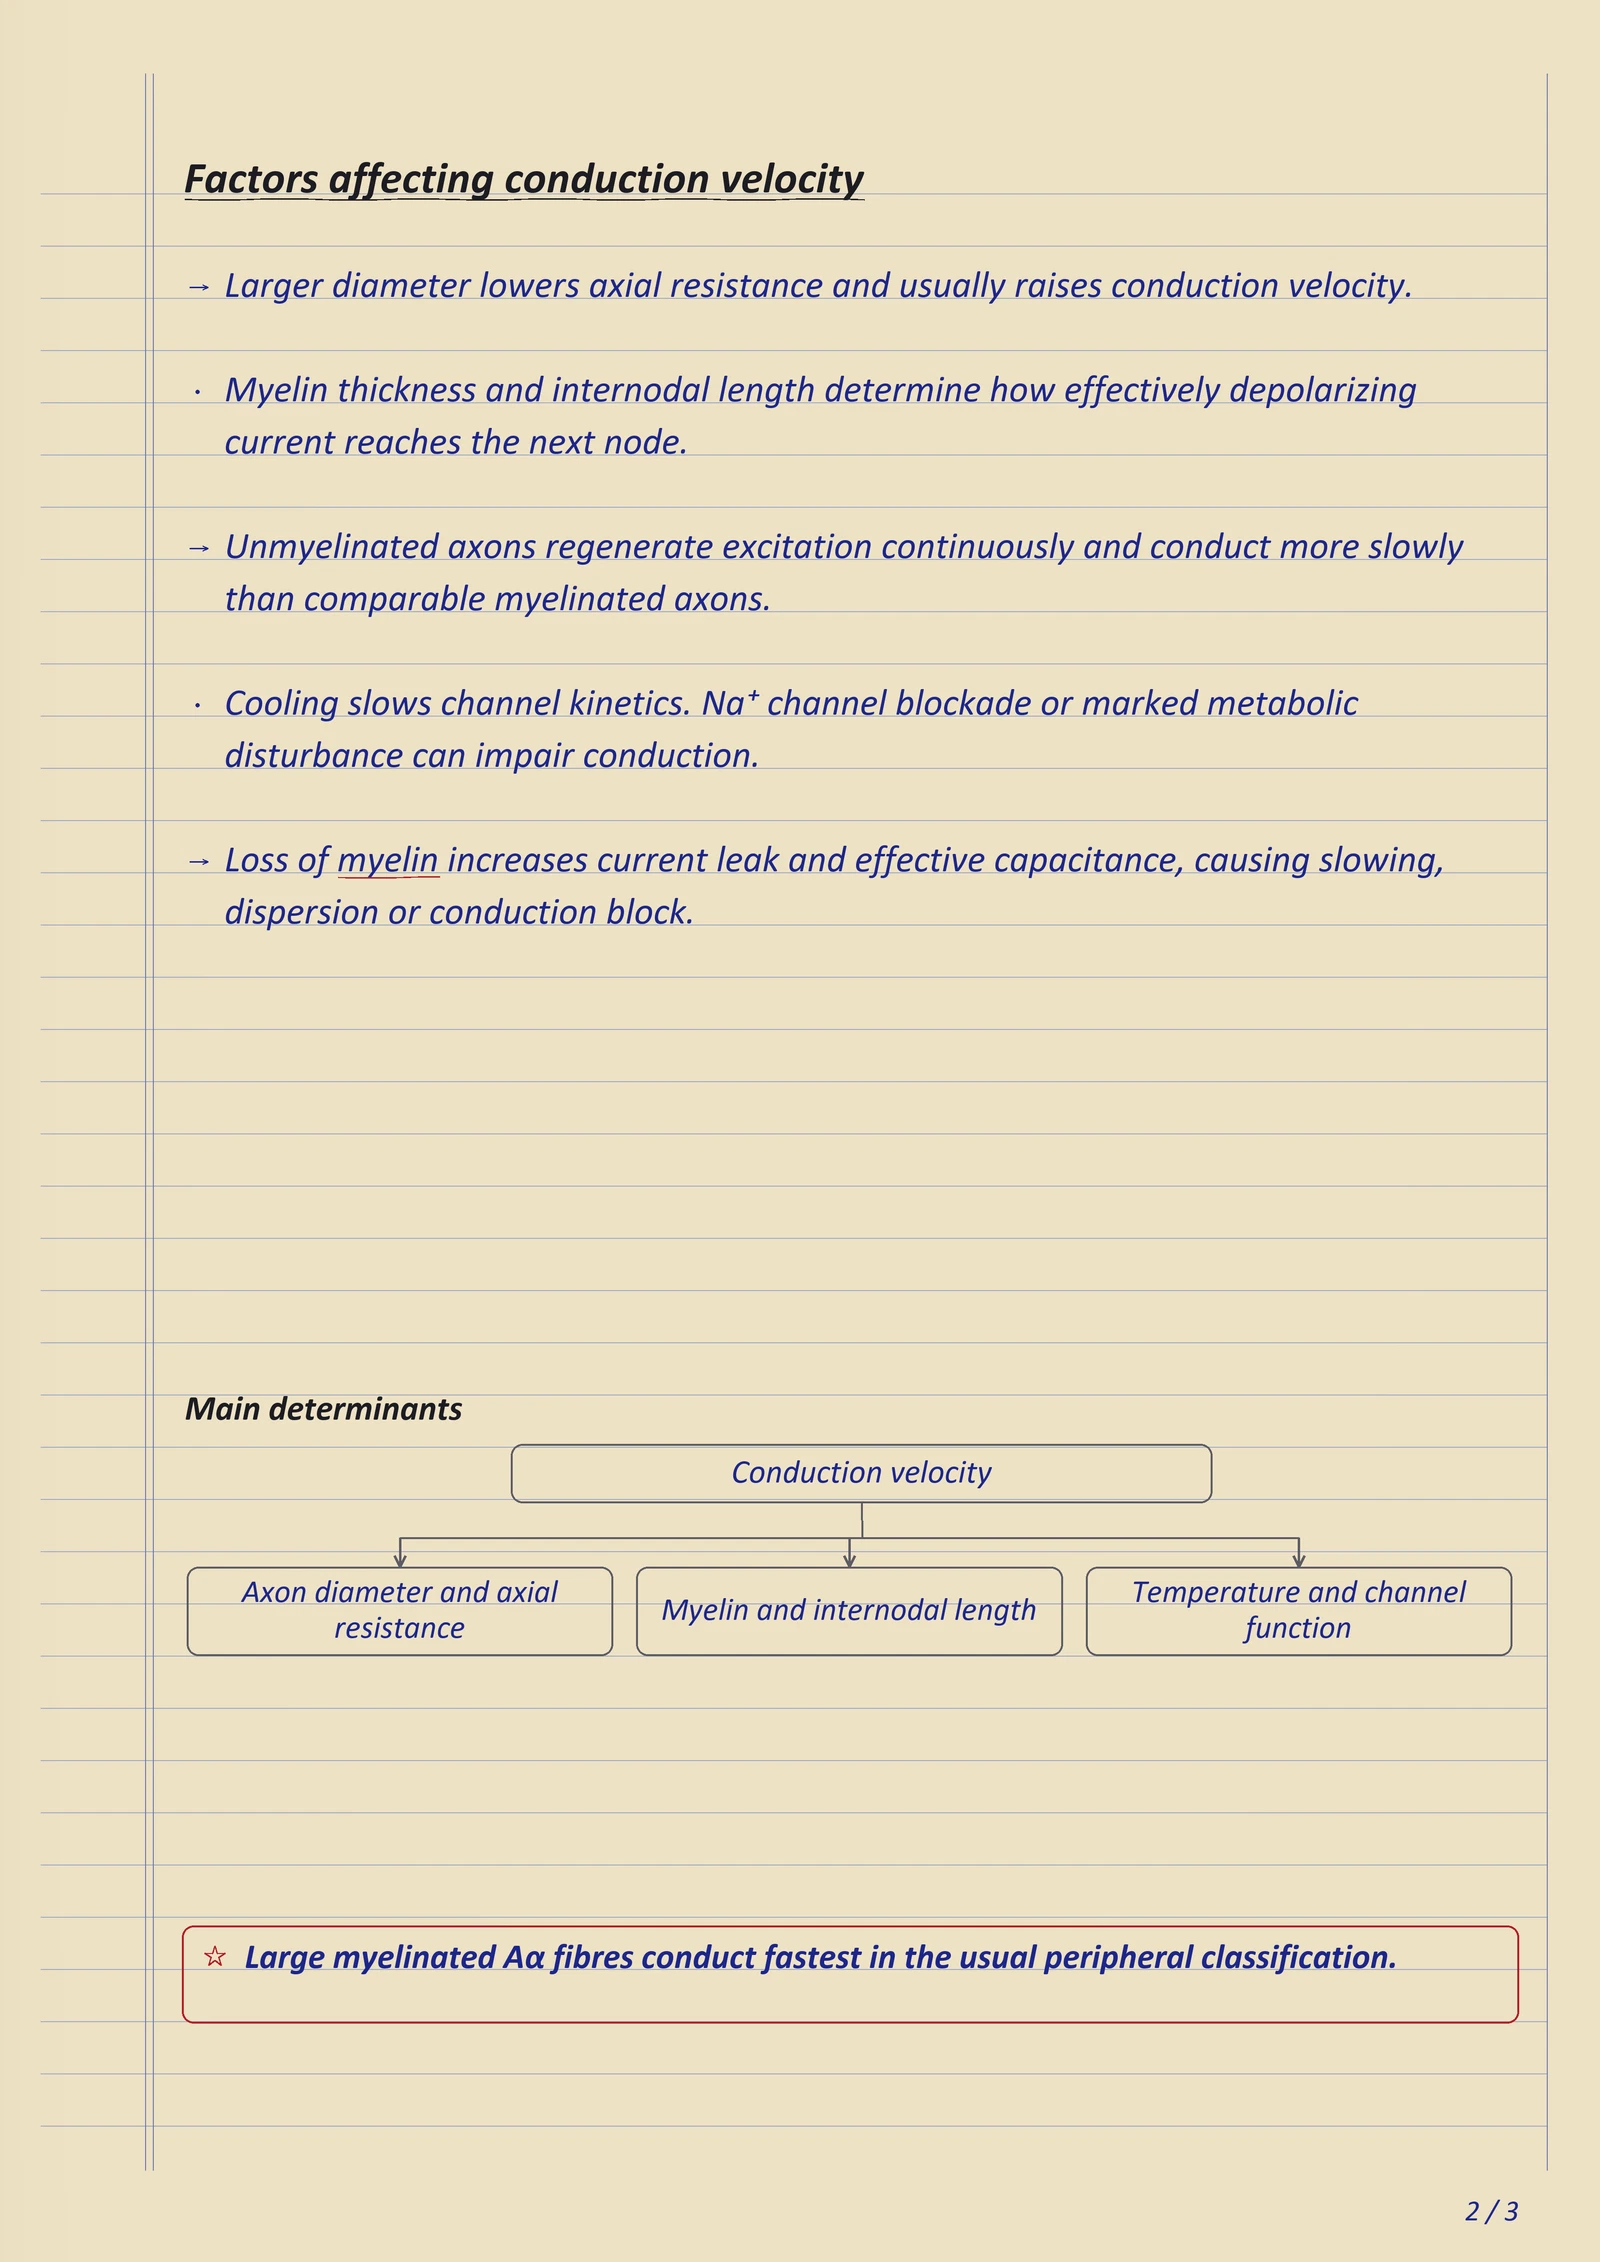 Factors affecting conduction velocity
→ Larger diameter lowers axial resistance and usually raises conduction velocity.
· Myelin thickness and internodal length determine how effectively depolarizing
current reaches the next node.
→ Unmyelinated axons regenerate excitation continuously and conduct more slowly
than comparable myelinated axons.
· Cooling slows channel kinetics. Na⁺ channel blockade or marked metabolic
disturbance can impair conduction.
→ Loss of myelin increases current leak and effective capacitance, causing slowing,
dispersion or conduction block.
Main determinants
Conduction velocity
Axon diameter and axial
resistance
Myelin and internodal length
Temperature and channel
function
☆ Large myelinated Aα fibres conduct fastest in the usual peripheral classification.
2 / 3